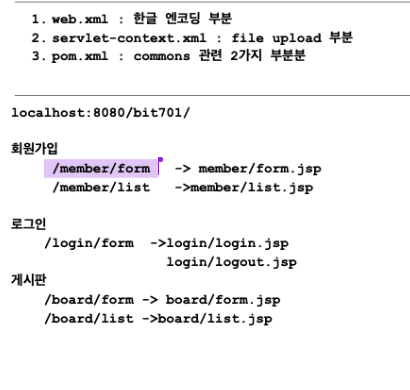 1. web.xml : 한글 엔코딩 부분
2. servlet-context.xml : file upload 부분
3. pom.xml : commons 관련 2가지 부분분
localhost:8080/bit701/
회원가입
/member/form -> member/form.jsp
/member/list ->member/list.jsp
로그인
/login/form ->login/login.jsp
login/logout.jsp
게시판
/board/form -> board/form.jsp
/board/list ->board/list.jsp